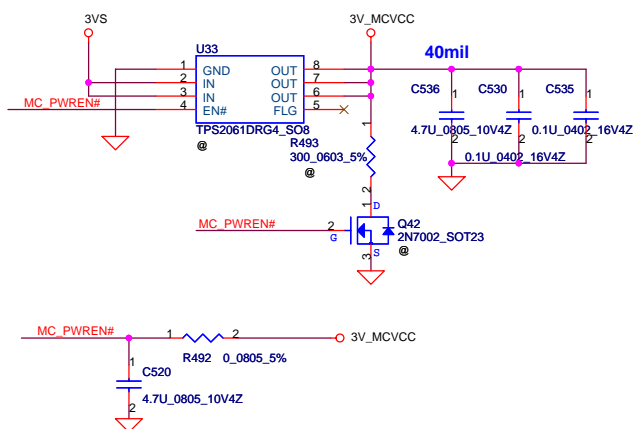 3VS
3V_MCVCC
U33
40mil
1 GND OUT 8
2 IN OUT 7
3 IN OUT 6
MC_PWREN# 4 EN# FLG 5
TPS2061DRG4_SO8
@
R493
300_0603_5%
@
1
2
C536
1
2
4.7U_0805_10V4Z
C530
1
2
0.1U_0402_16V4Z
C535
1
2
0.1U_0402_16V4Z
MC_PWREN#
2
G
1
D
3
S
Q42
2N7002_SOT23
@
MC_PWREN#
1 2
3V_MCVCC
R492 0_0805_5%
1
C520
4.7U_0805_10V4Z
2